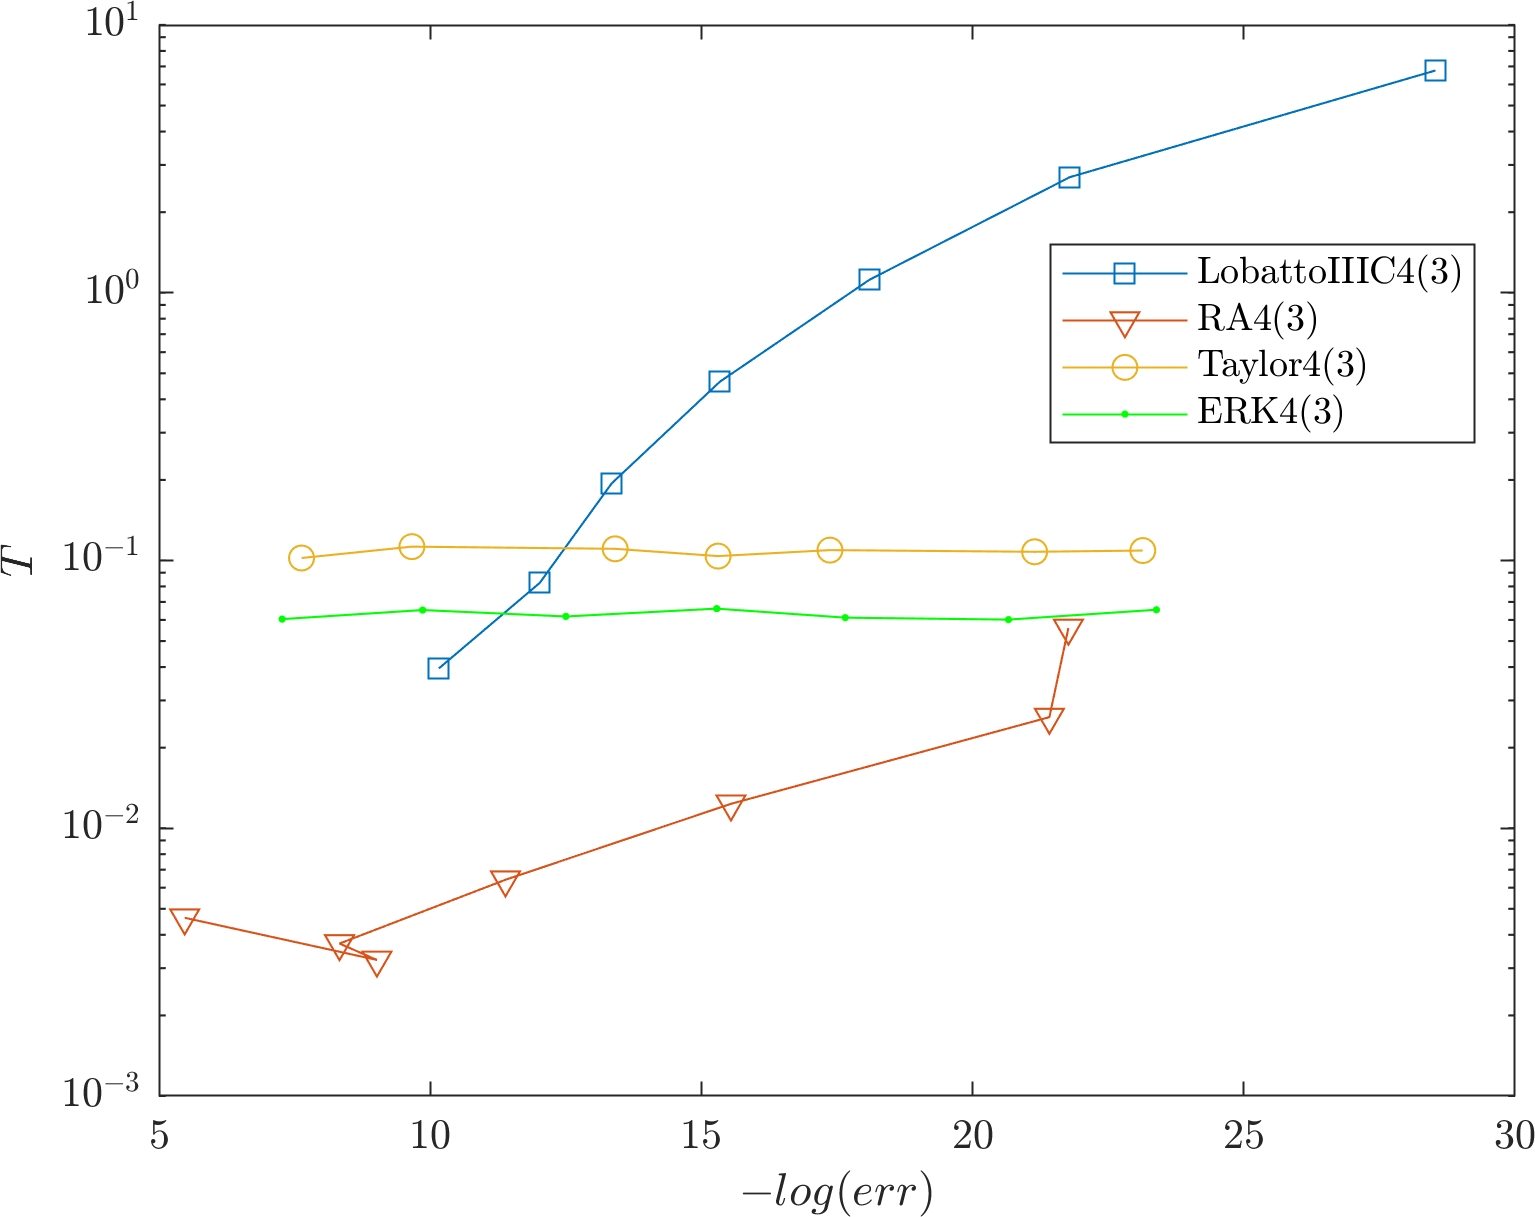 10^1
10^0
10^{-1}
10^{-2}
10^{-3}
T
LobattoIIIC4(3)
RA4(3)
Taylor4(3)
ERK4(3)
5 10 15 20 25 30
−log(err)